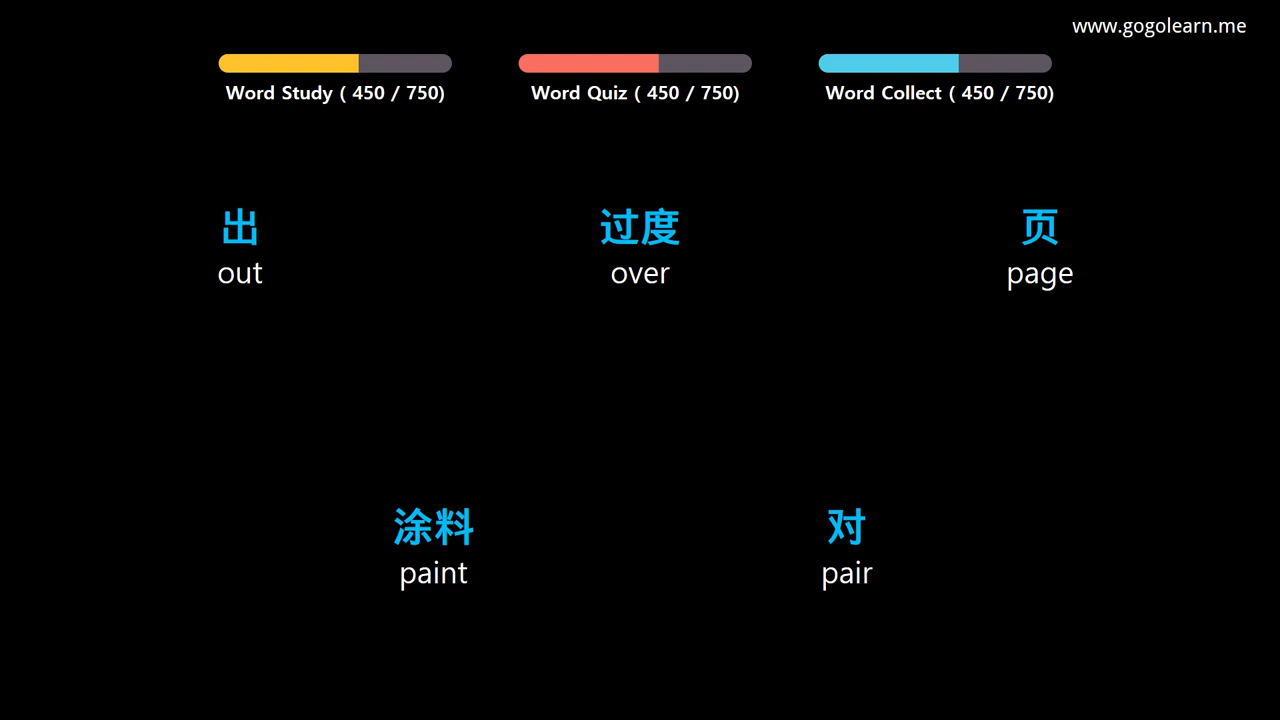 www.gogolearn.me
Word Study ( 450 / 750)
Word Quiz ( 450 / 750)
Word Collect ( 450 / 750)
出
out
过度
over
页
page
涂料
paint
对
pair